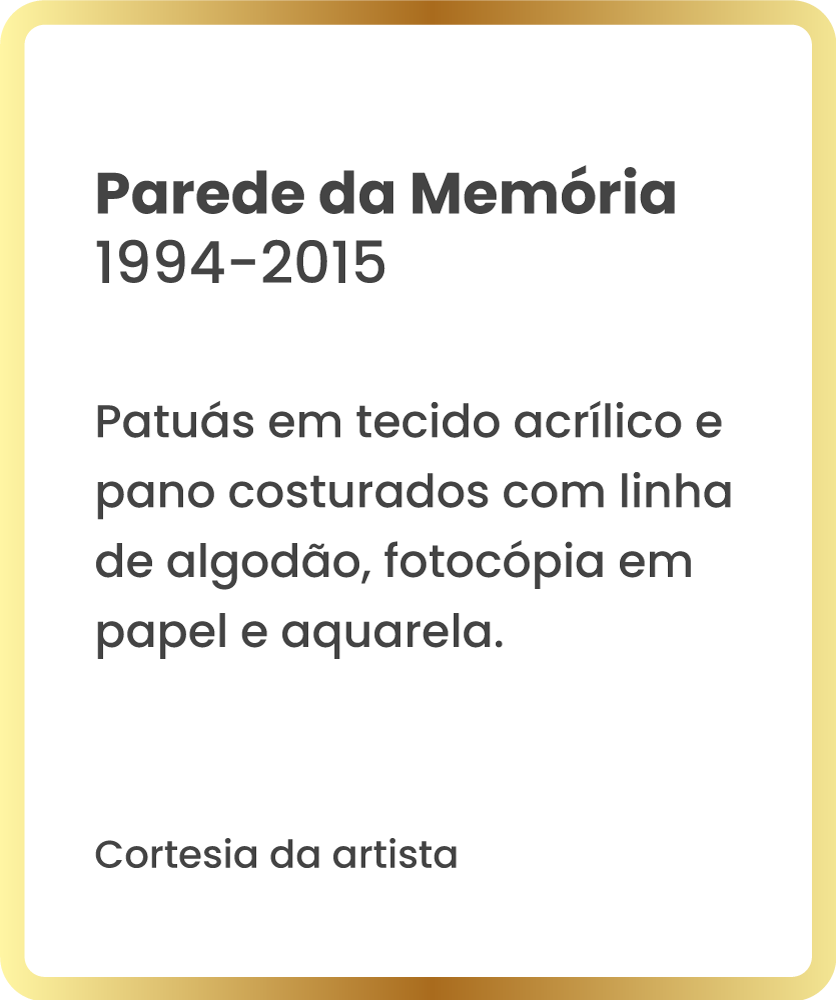 Parede da Memória
1994-2015
Patuás em tecido acrílico e
pano costurados com linha
de algodão, fotocópia em
papel e aquarela.
Cortesia da artista